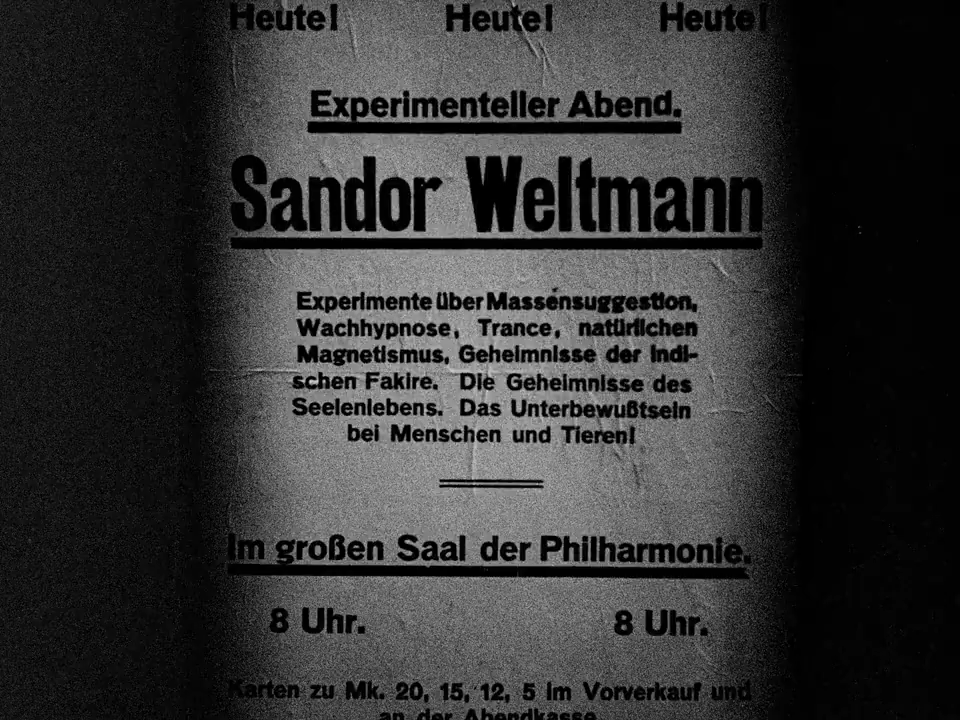 Heute! Heute! Heute!
Experimenteller Abend.
Sandor Weltmann
Experimente über Massensuggestion,
Wachhypnose, Trance, natürlichen
Magnetismus, Geheimnisse der indi-
schen Fakire. Die Geheimnisse des
Seelenlebens. Das Unterbewußtsein
bei Menschen und Tieren!
Im großen Saal der Philharmonie.
8 Uhr. 8 Uhr.
Karten zu Mk. 20, 15, 12, 5 im Vorverkauf und
an der Abendkasse